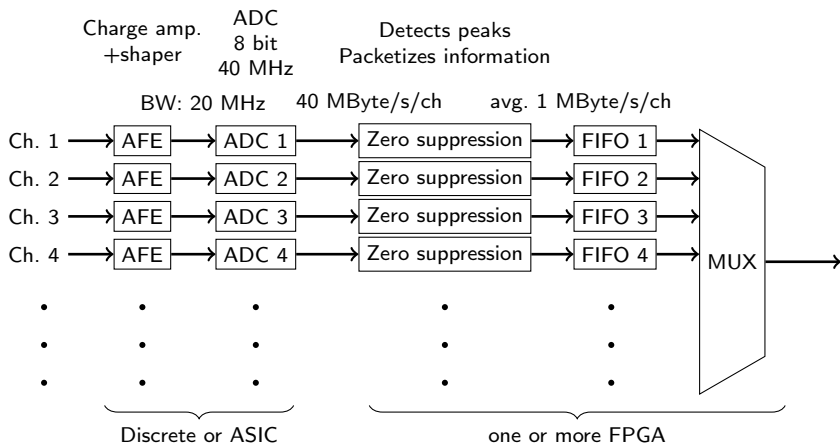 Charge amp.
+shaper
ADC
8 bit
40 MHz
Detects peaks
Packetizes information
BW: 20 MHz
40 MByte/s/ch
avg. 1 MByte/s/ch
Ch. 1 AFE ADC 1 Zero suppression FIFO 1
Ch. 2 AFE ADC 2 Zero suppression FIFO 2
Ch. 3 AFE ADC 3 Zero suppression FIFO 3
Ch. 4 AFE ADC 4 Zero suppression FIFO 4
MUX
Discrete or ASIC
one or more FPGA